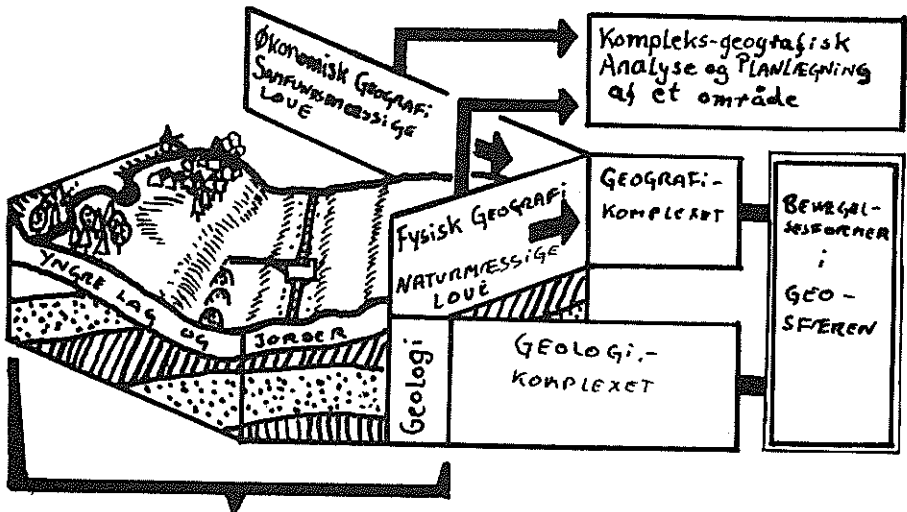 Økonomisk Geografi
Samfundsmæssige
Love
Kompleks-geografisk
Analyse og Planlægning
af et område
Fysisk Geografi
Naturmæssige
Love
Geografi-
komplexet
Bevægel-
sesformer
i
Geo-
sfæren
Yngre lag og jorder
Geologi
Geologi-
komplexet